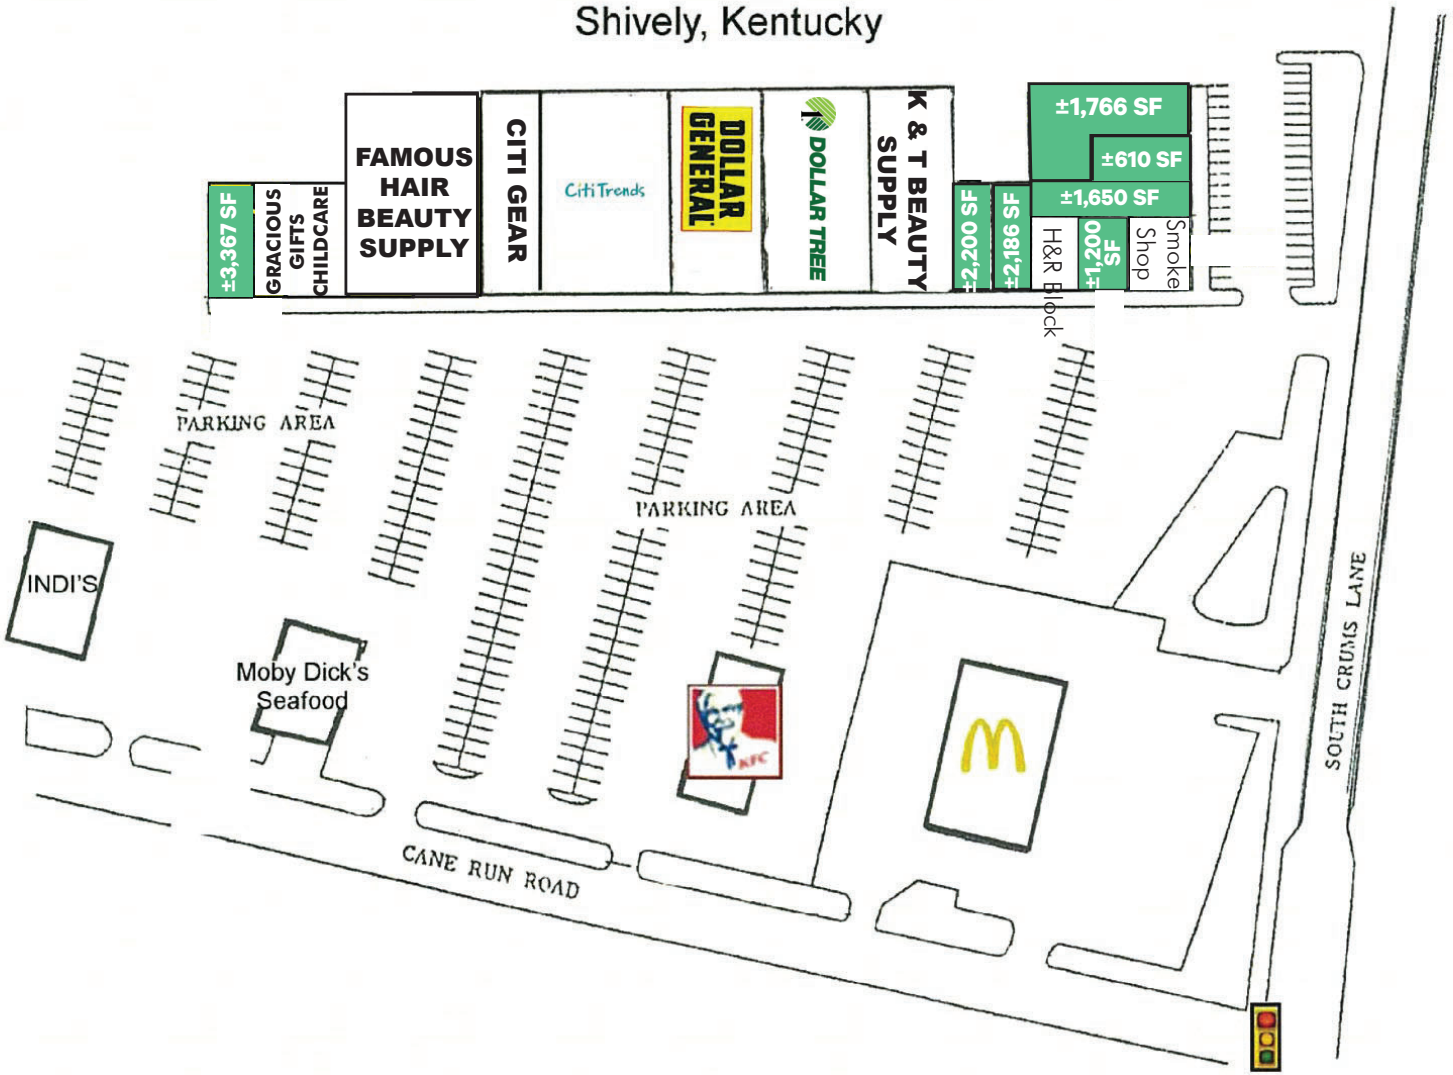 Shively, Kentucky
±3,367 SF
GRACIOUS
GIFTS
CHILDCARE
FAMOUS
HAIR
BEAUTY
SUPPLY
CITI GEAR
Citi Trends
DOLLAR
GENERAL
DOLLAR TREE
K & T BEAUTY
SUPPLY
±2,200 SF
±2,186 SF
±1,766 SF
±610 SF
±1,650 SF
H&R Block
±1,200
SF
Smoke
Shop
PARKING AREA
PARKING AREA
INDI'S
Moby Dick's
Seafood
KFC
CANE RUN ROAD
SOUTH CRUMS LANE